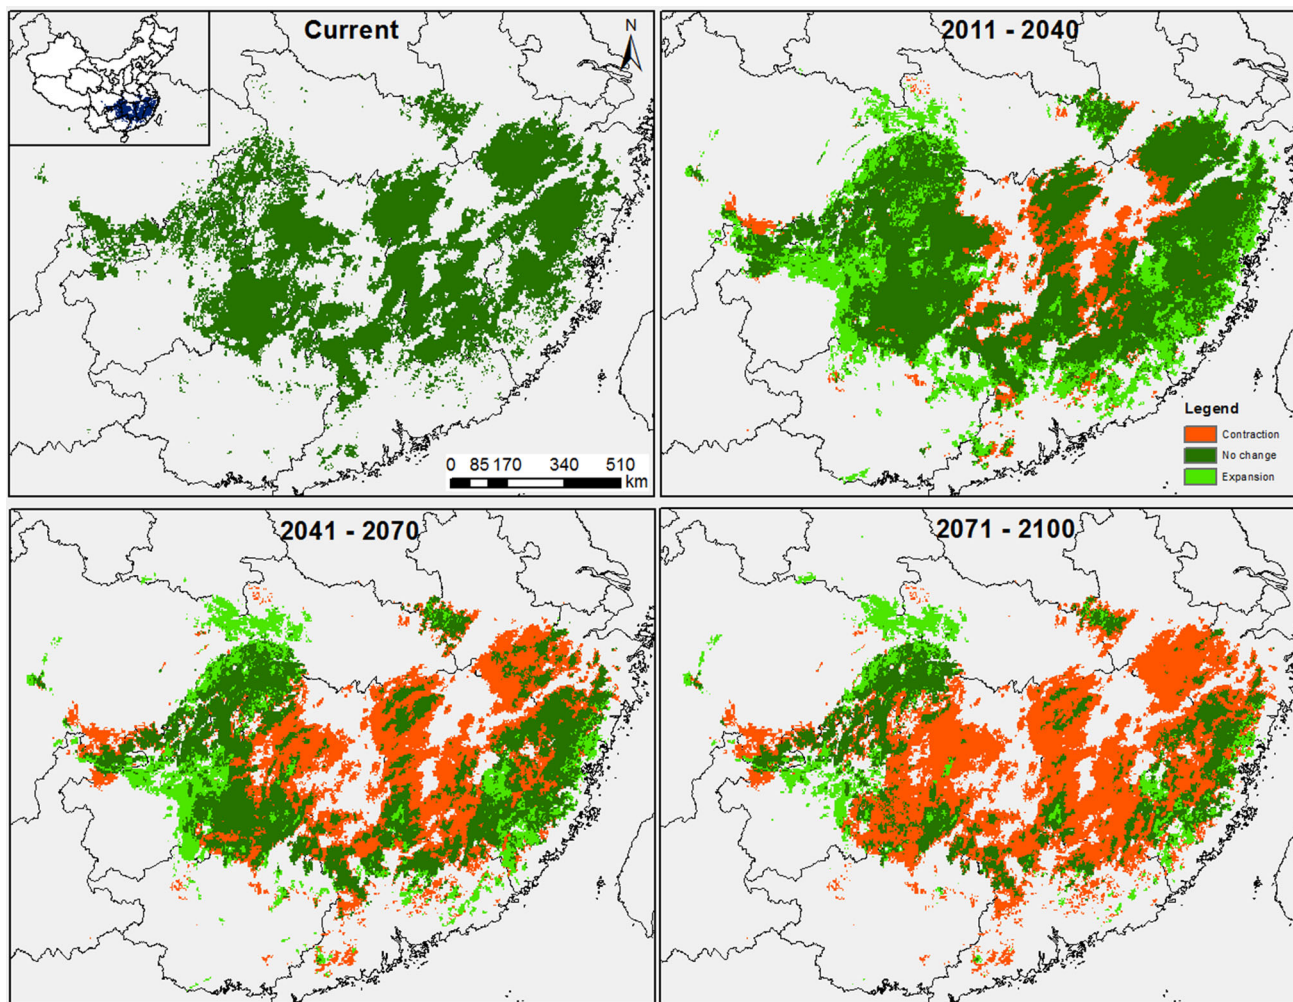 Current
N
0 85 170 340 510
km
2011 - 2040
Legend
Contraction
No change
Expansion
2041 - 2070
2071 - 2100